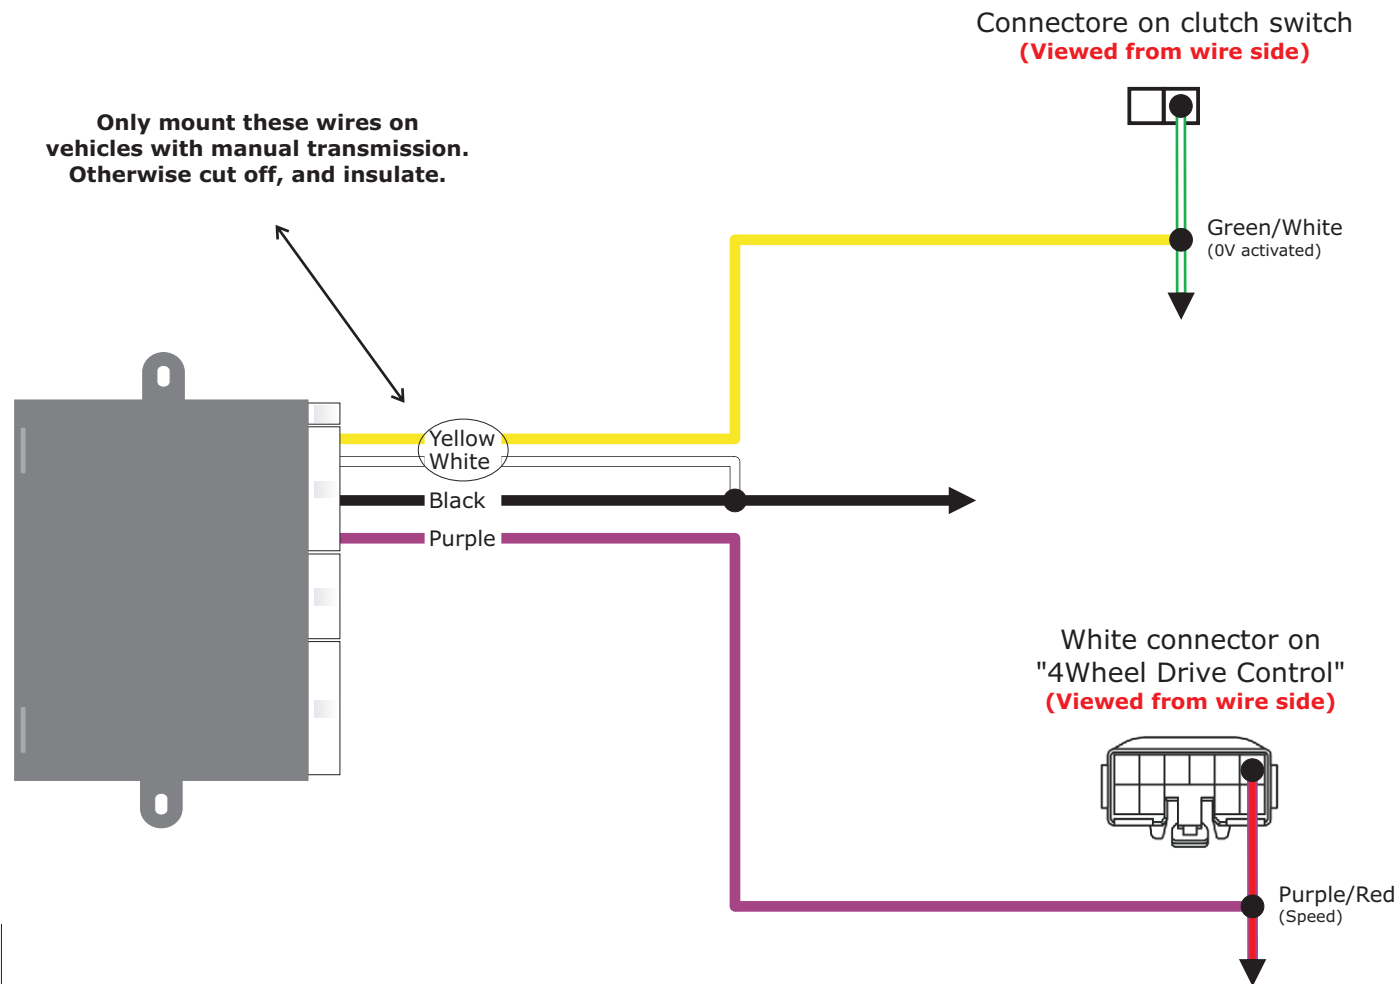 Connectore on clutch switch
(Viewed from wire side)
Only mount these wires on
vehicles with manual transmission.
Otherwise cut off, and insulate.
Green/White
(0V activated)
Yellow
White
Black
Purple
White connector on
"4Wheel Drive Control"
(Viewed from wire side)
Purple/Red
(Speed)